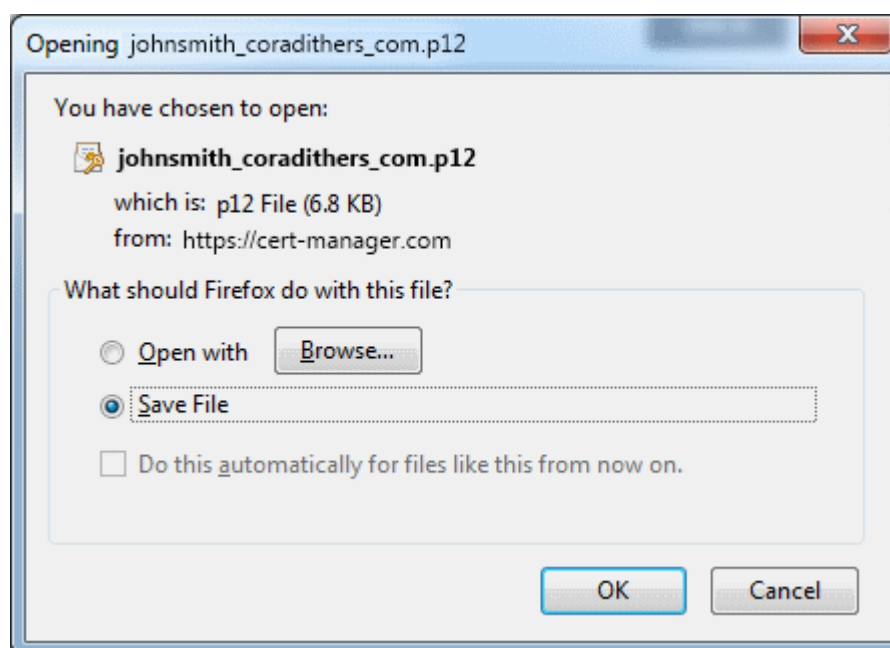 Opening johnsmith_coradithers_com.p12
You have chosen to open:
johnsmith_coradithers_com.p12
which is: p12 File (6.8 KB)
from: https://cert-manager.com
What should Firefox do with this file?
Open with Browse...
Save File
Do this automatically for files like this from now on.
OK Cancel